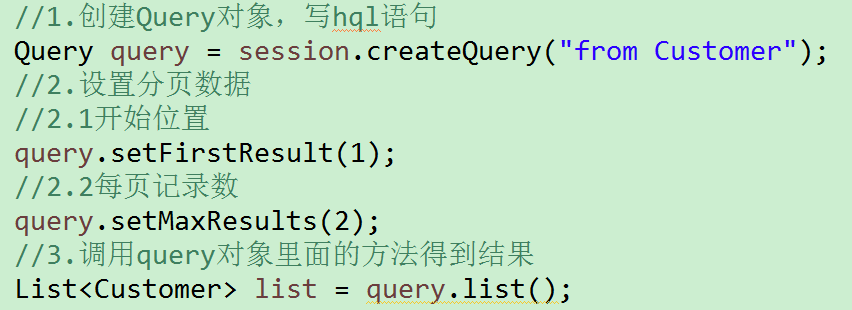 //1.创建Query对象，写hql语句
Query query = session.createQuery("from Customer");
//2.设置分页数据
//2.1开始位置
query.setFirstResult(1);
//2.2每页记录数
query.setMaxResults(2);
//3.调用query对象里面的方法得到结果
List<Customer> list = query.list();